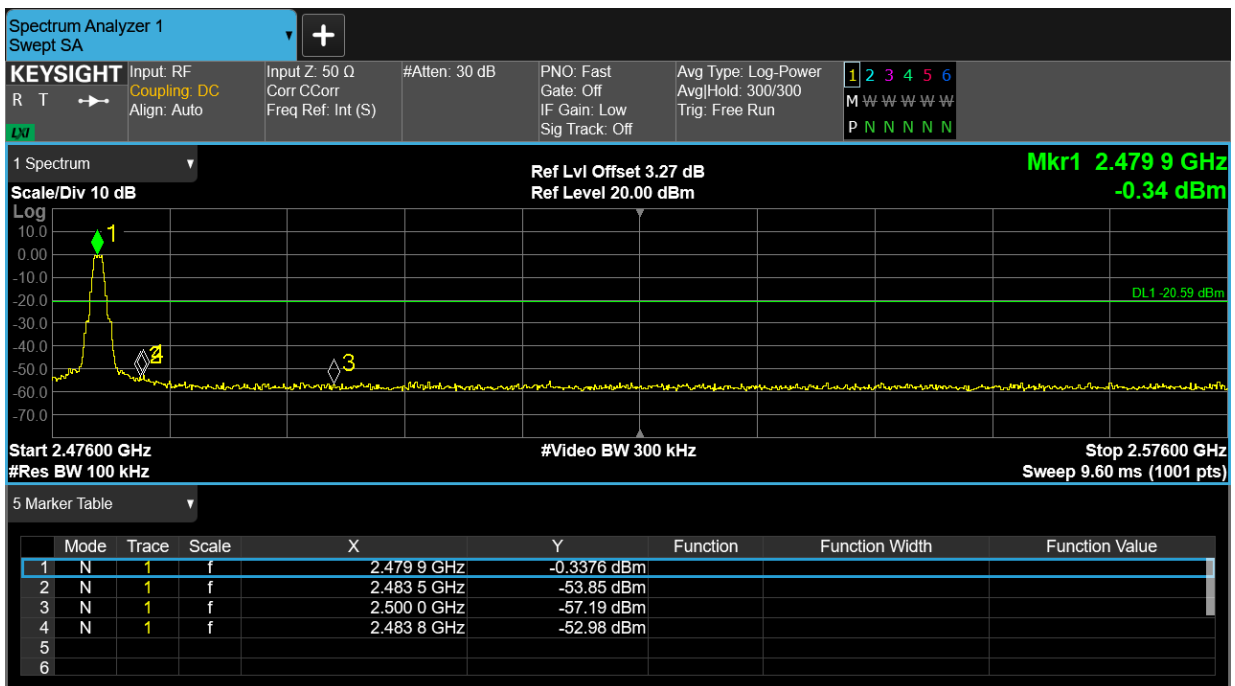 Spectrum Analyzer 1
Swept SA
KEYSIGHT
R T
LXI
Input: RF
Coupling: DC
Align: Auto
Input Z: 50 Ω
Corr CCorr
Freq Ref: Int (S)
#Atten: 30 dB
PNO: Fast
Gate: Off
IF Gain: Low
Sig Track: Off
Avg Type: Log-Power
Avg|Hold: 300/300
Trig: Free Run
1 2 3 4 5 6
M W W W W W
P N N N N N
1 Spectrum
Scale/Div 10 dB
Ref Lvl Offset 3.27 dB
Ref Level 20.00 dBm
Mkr1 2.479 9 GHz
-0.34 dBm
Log
10.0
0.00
-10.0
-20.0
-30.0
-40.0
-50.0
-60.0
-70.0
1
2
4
3
DL1 -20.59 dBm
Start 2.47600 GHz
#Video BW 300 kHz
Stop 2.57600 GHz
#Res BW 100 kHz
Sweep 9.60 ms (1001 pts)
5 Marker Table
Mode Trace Scale X Y Function Function Width Function Value
1 N 1 f 2.479 9 GHz -0.3376 dBm
2 N 1 f 2.483 5 GHz -53.85 dBm
3 N 1 f 2.500 0 GHz -57.19 dBm
4 N 1 f 2.483 8 GHz -52.98 dBm
5
6